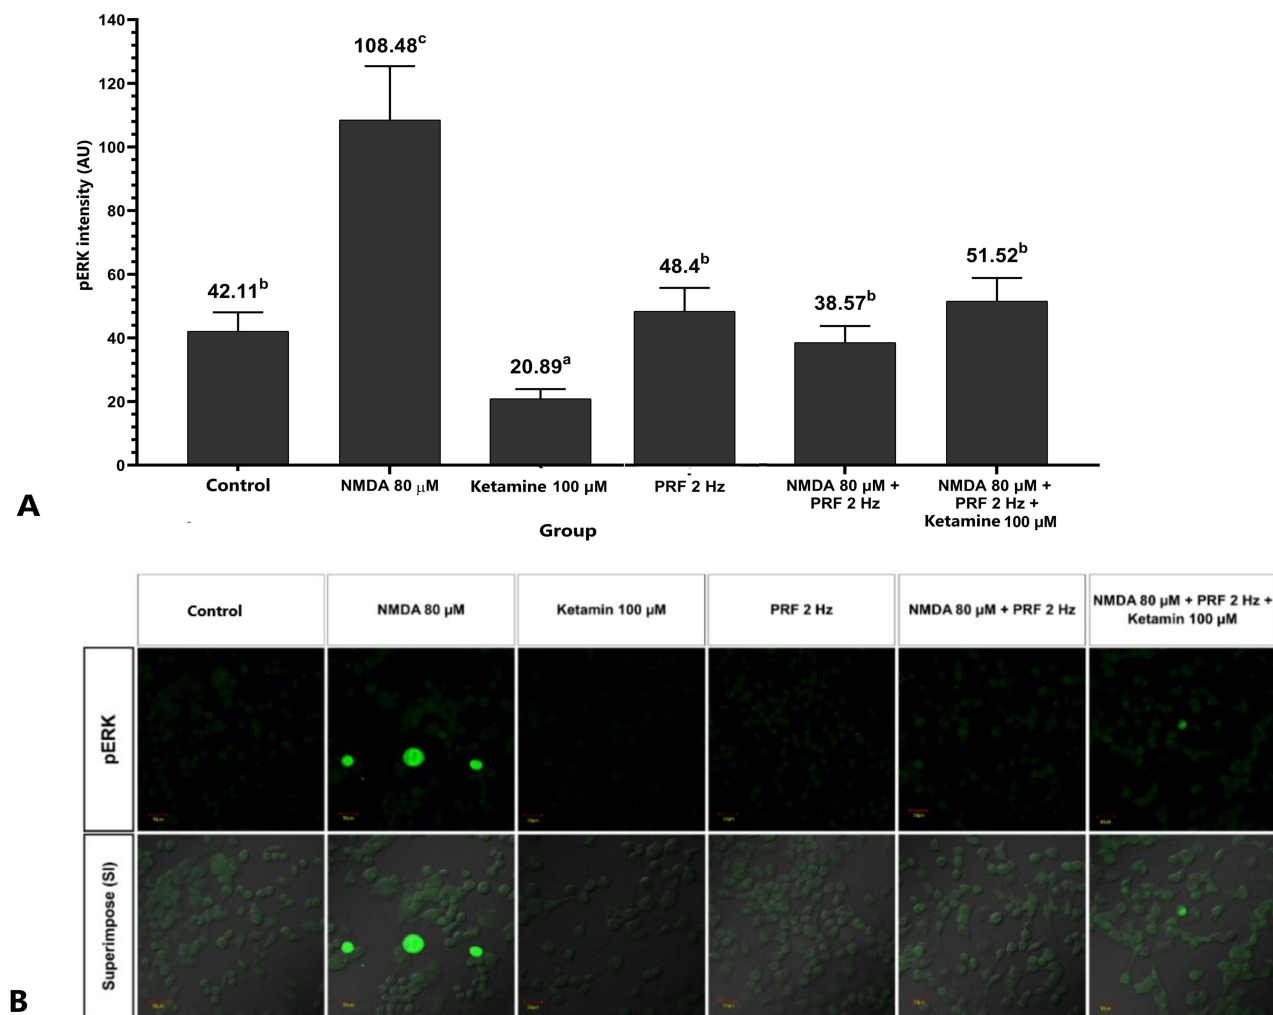 140
120
100
80
60
40
20
0
pERK intensity (AU)
42.11b
108.48c
20.89a
48.4b
38.57b
51.52b
Control
NMDA 80 μM
Ketamine 100 μM
PRF 2 Hz
NMDA 80 μM +
PRF 2 Hz
NMDA 80 μM +
PRF 2 Hz +
Ketamine 100 μM
Group
A
Control
NMDA 80 μM
Ketamin 100 μM
PRF 2 Hz
NMDA 80 μM + PRF 2 Hz
NMDA 80 μM + PRF 2 Hz +
Ketamin 100 μM
pERK
Superimpose (SI)
B